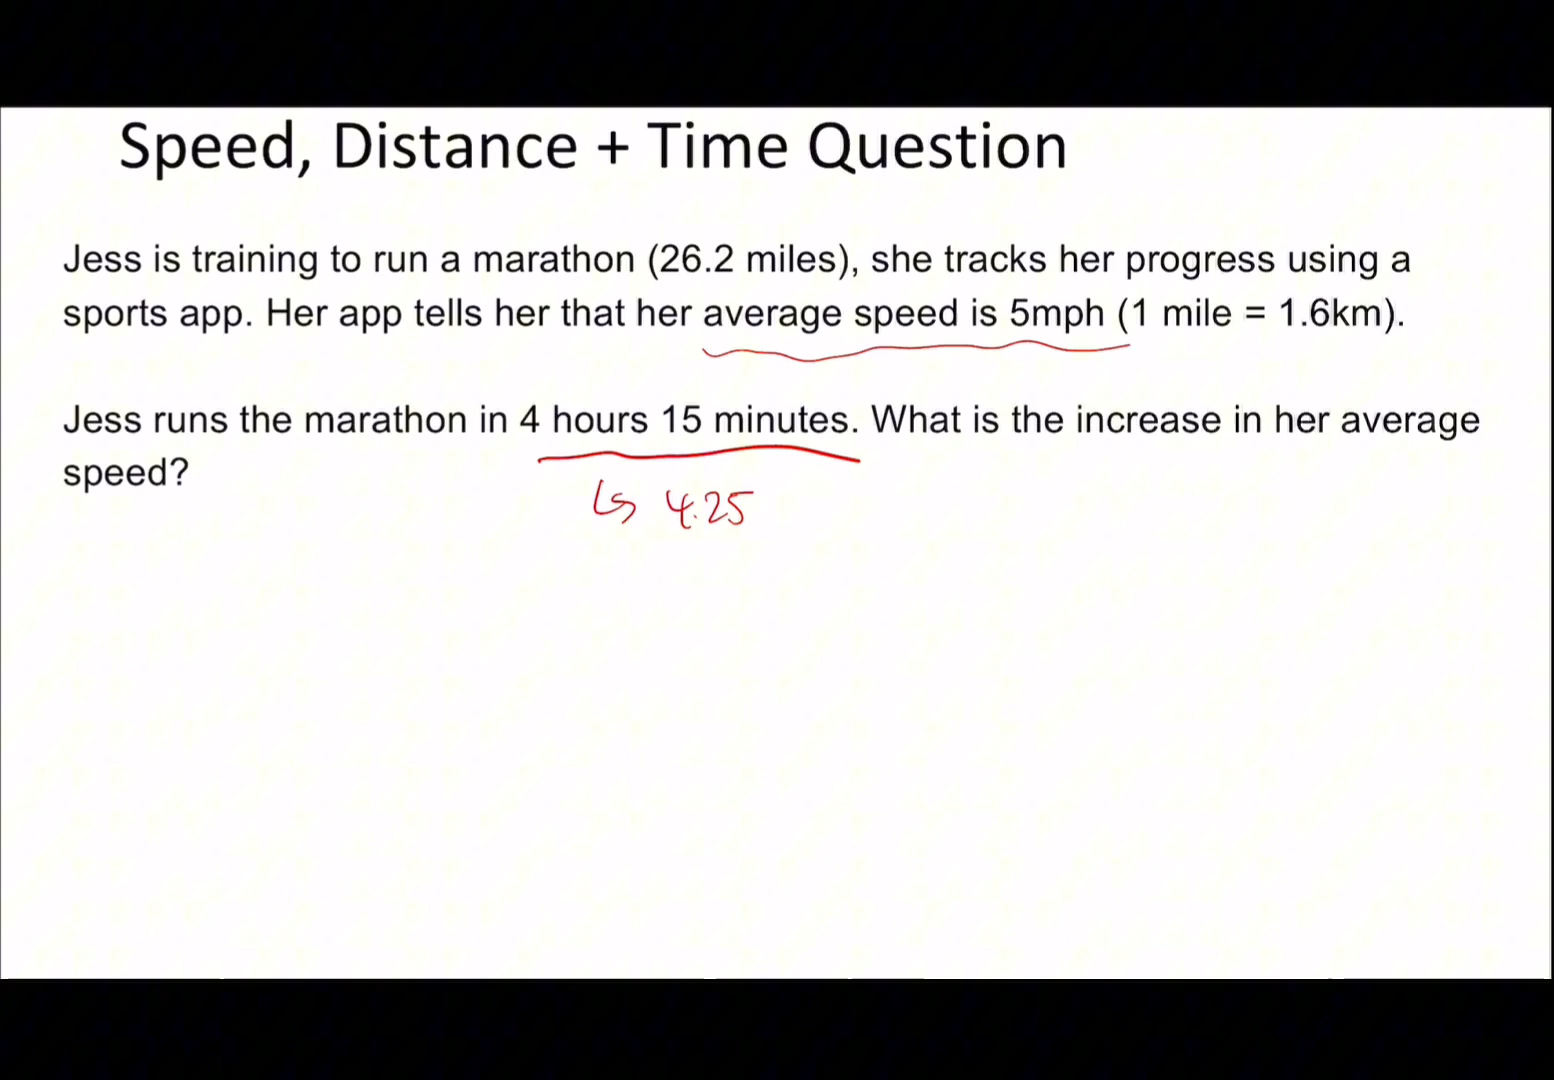 Speed, Distance + Time Question
Jess is training to run a marathon (26.2 miles), she tracks her progress using a
sports app. Her app tells her that her average speed is 5mph (1 mile = 1.6km).
Jess runs the marathon in 4 hours 15 minutes. What is the increase in her average
speed?
↳ 4.25